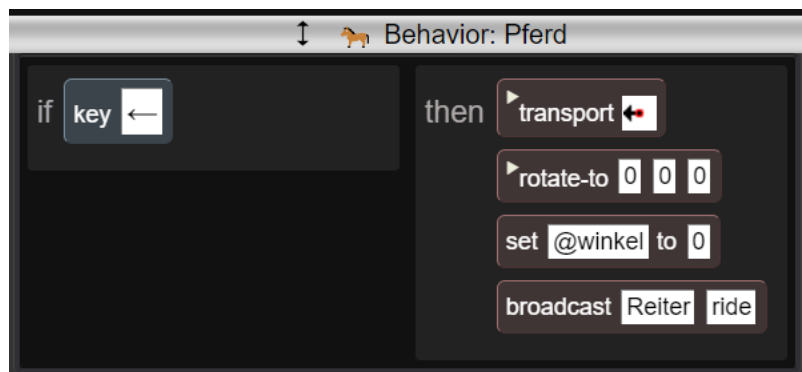 Behavior: Pferd
if key ← then transport
rotate-to 0 0 0
set @winkel to 0
broadcast Reiter ride